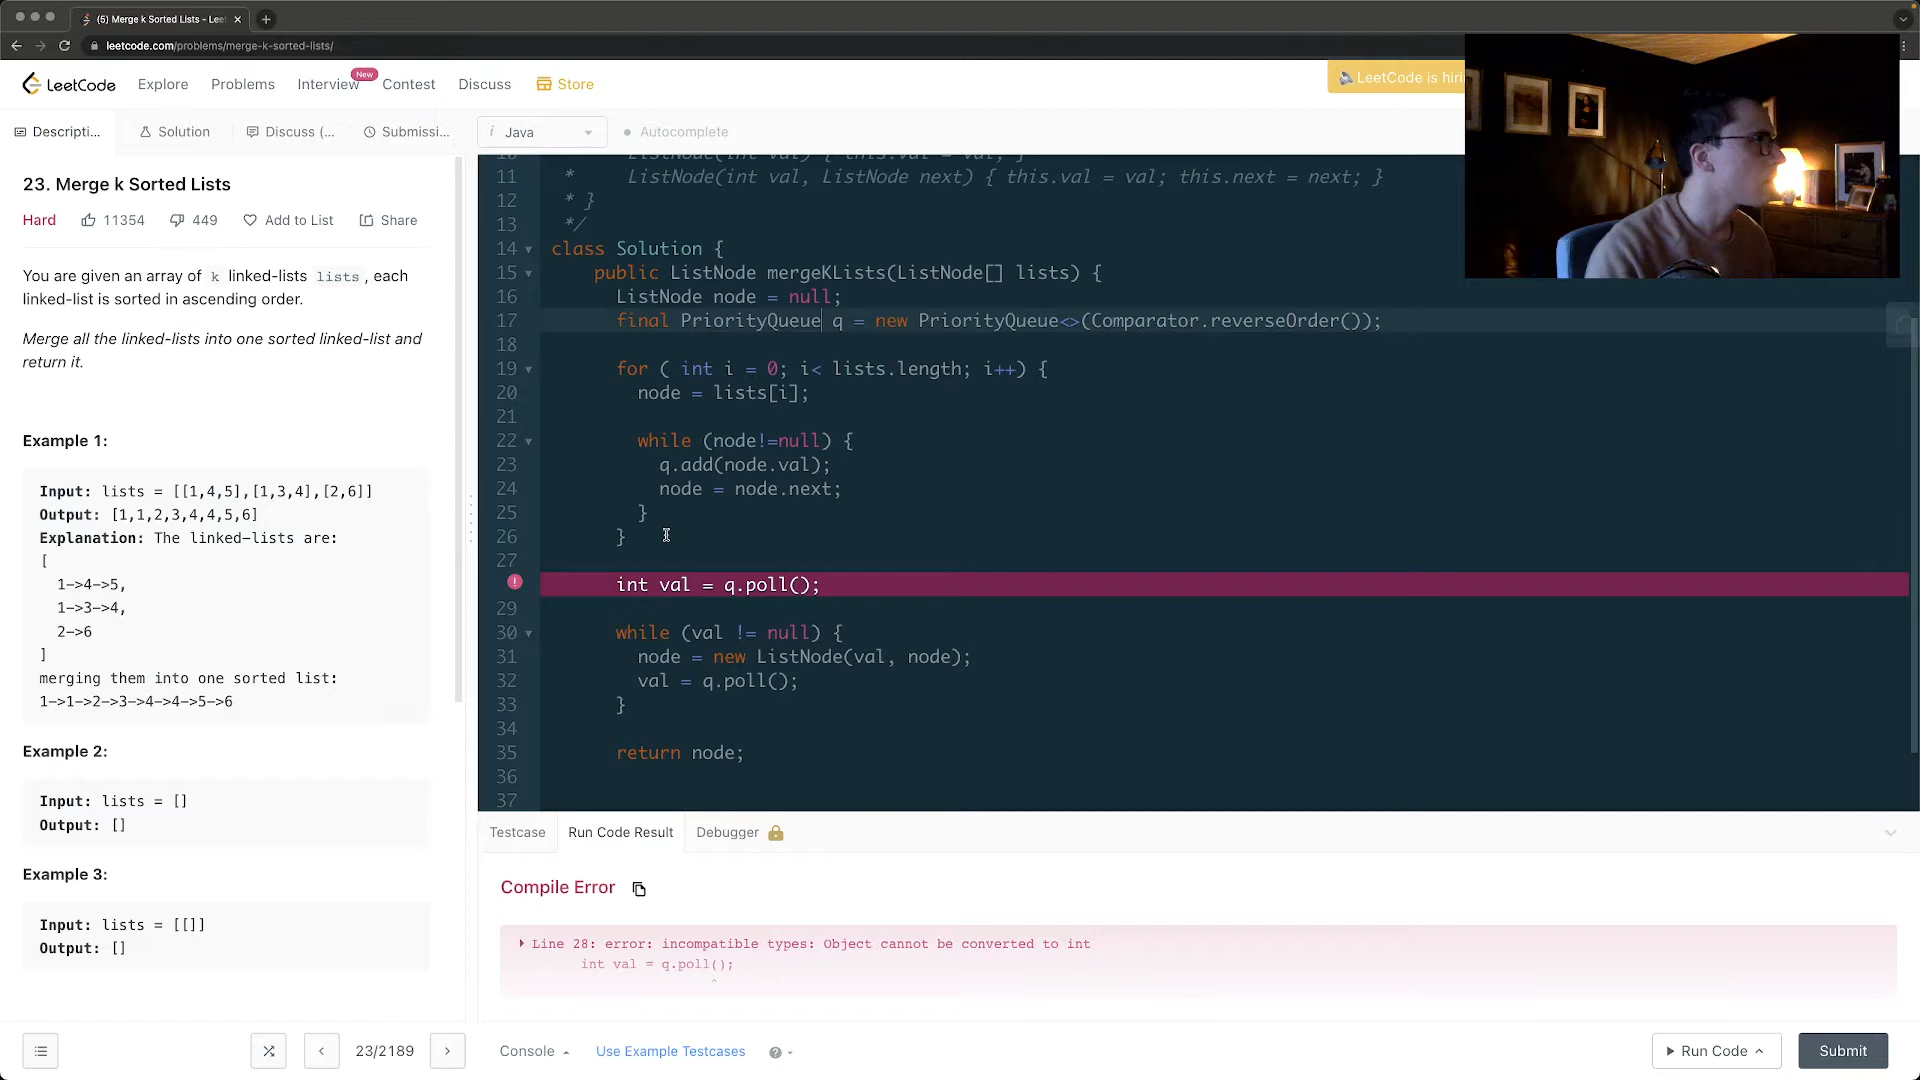 (5) Merge k Sorted Lists - Lee
leetcode.com/problems/merge-k-sorted-lists/
LeetCode
Explore
Problems
Interview
New
Contest
Discuss
Store
LeetCode is hiri
Descripti...
Solution
Discuss (...
Submissi...
i Java
Autocomplete
23. Merge k Sorted Lists
Hard
11354
449
Add to List
Share
You are given an array of k linked-lists lists, each
linked-list is sorted in ascending order.
Merge all the linked-lists into one sorted linked-list and
return it.
Example 1:
Input: lists = [[1,4,5],[1,3,4],[2,6]]
Output: [1,1,2,3,4,4,5,6]
Explanation: The linked-lists are:
[
1->4->5,
1->3->4,
2->6
]
merging them into one sorted list:
1->1->2->3->4->4->5->6
Example 2:
Input: lists = []
Output: []
Example 3:
Input: lists = [[]]
Output: []
10 ListNode(int val) { this.val = val; }
11 * ListNode(int val, ListNode next) { this.val = val; this.next = next; }
12 * }
13 */
14 class Solution {
15 public ListNode mergeKLists(ListNode[] lists) {
16 ListNode node = null;
17 final PriorityQueue q = new PriorityQueue<>(Comparator.reverseOrder());
18
19 for ( int i = 0; i< lists.length; i++) {
20 node = lists[i];
21
22 while (node!=null) {
23 q.add(node.val);
24 node = node.next;
25 }
26 }
27
int val = q.poll();
29
30 while (val != null) {
31 node = new ListNode(val, node);
32 val = q.poll();
33 }
34
35 return node;
36
37
Testcase
Run Code Result
Debugger
Compile Error
Line 28: error: incompatible types: Object cannot be converted to int
int val = q.poll();
^
23/2189
Console
Use Example Testcases
Run Code
Submit